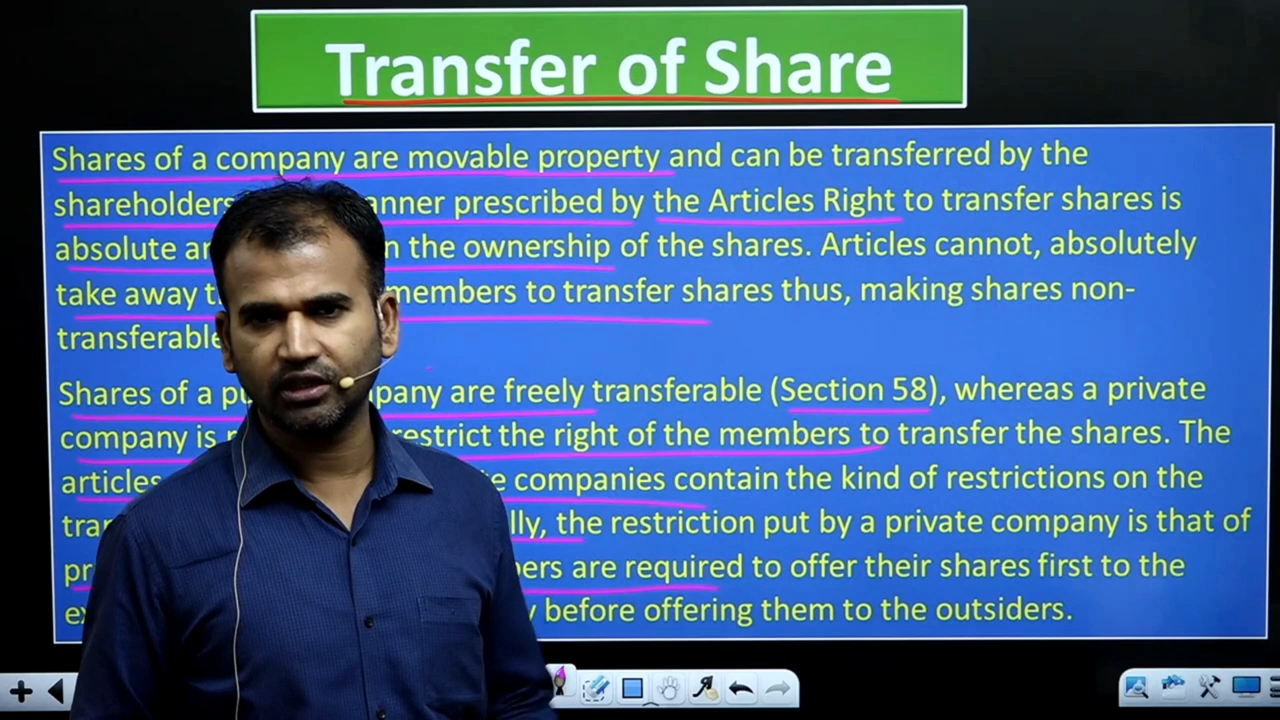 Transfer of Share
Shares of a company are movable property and can be transferred by the
shareholders anner prescribed by the Articles Right to transfer shares is
absolute an n the ownership of the shares. Articles cannot, absolutely
take away t members to transfer shares thus, making shares non-
transferable
Shares of a pu pany are freely transferable (Section 58), whereas a private
company is r restrict the right of the members to transfer the shares. The
articles e companies contain the kind of restrictions on the
tran lly, the restriction put by a private company is that of
pr bers are required to offer their shares first to the
ex y before offering them to the outsiders.